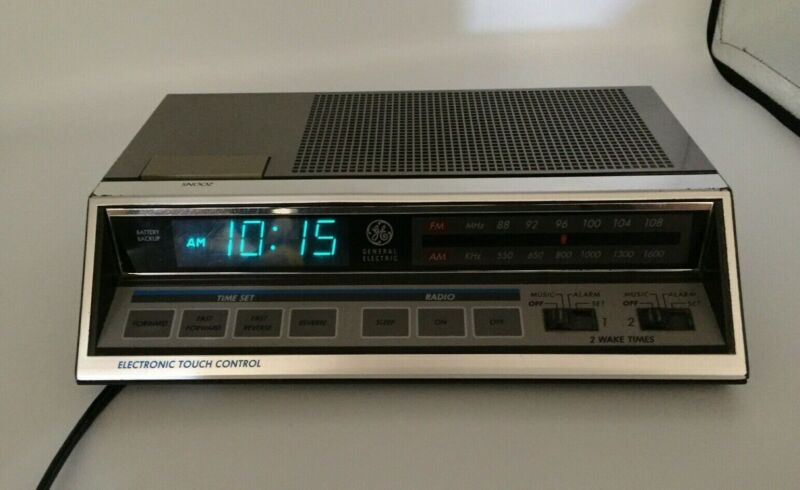 SNOOZ
BATTERY
BACKUP
AM 10:15
GE
GENERAL
ELECTRIC
FM MHz 88 92 96 100 104 108
AM KHz 550 650 800 1000 1300 1600
TIME SET
RADIO
FORWARD
FAST
FORWARD
FAST
REVERSE
REVERSE
SLEEP
ON
OFF
MUSIC ALARM
OFF SET
1
MUSIC ALARM
OFF SET
2
2 WAKE TIMES
ELECTRONIC TOUCH CONTROL